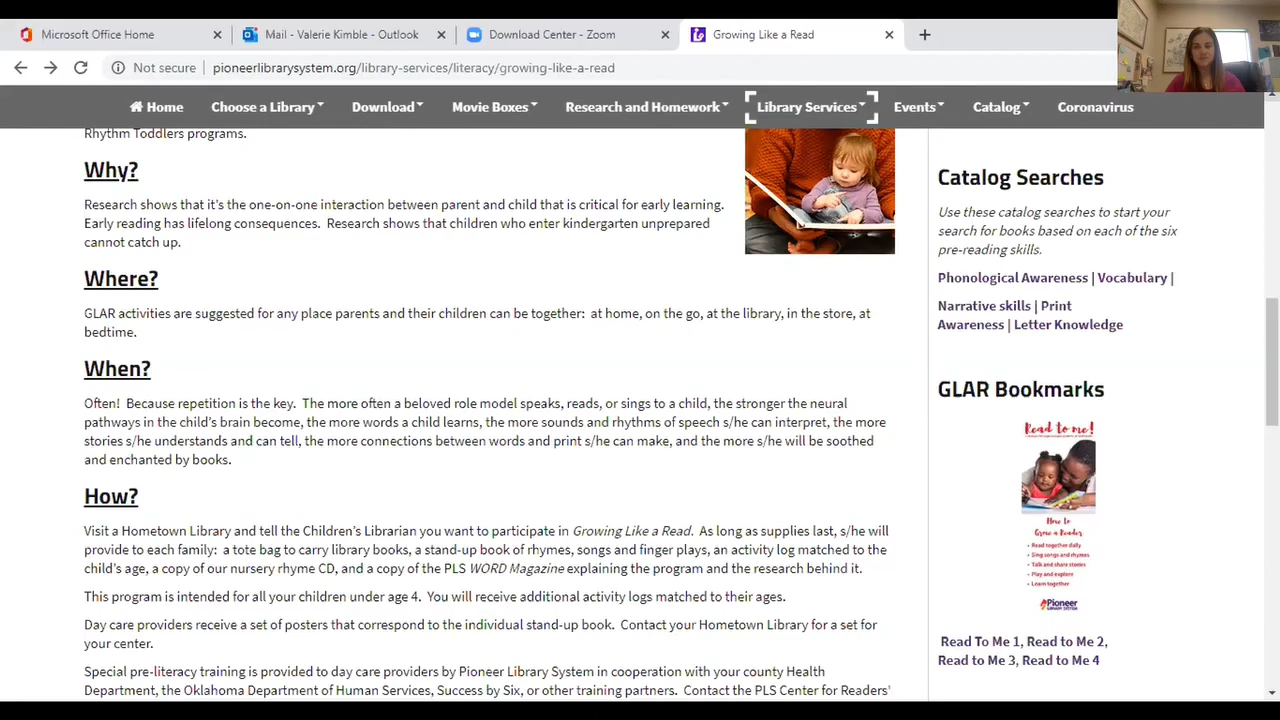 Microsoft Office Home
Mail - Valerie Kimble - Outlook
Download Center - Zoom
Growing Like a Read
Not secure
pioneerlibrarysystem.org/library-services/literacy/growing-like-a-read
Home
Choose a Library
Download
Movie Boxes
Research and Homework
Library Services
Events
Catalog
Coronavirus
Rhythm Toddlers programs.
Why?
Research shows that it's the one-on-one interaction between parent and child that is critical for early learning.
Early reading has lifelong consequences. Research shows that children who enter kindergarten unprepared
cannot catch up.
Where?
GLAR activities are suggested for any place parents and their children can be together: at home, on the go, at the library, in the store, at
bedtime.
When?
Often! Because repetition is the key. The more often a beloved role model speaks, reads, or sings to a child, the stronger the neural
pathways in the child's brain become, the more words a child learns, the more sounds and rhythms of speech s/he can interpret, the more
stories s/he understands and can tell, the more connections between words and print s/he can make, and the more s/he will be soothed
and enchanted by books.
How?
Visit a Hometown Library and tell the Children's Librarian you want to participate in Growing Like a Read. As long as supplies last, s/he will
provide to each family: a tote bag to carry library books, a stand-up book of rhymes, songs and finger plays, an activity log matched to the
child's age, a copy of our nursery rhyme CD, and a copy of the PLS WORD Magazine explaining the program and the research behind it.
This program is intended for all your children under age 4. You will receive additional activity logs matched to their ages.
Day care providers receive a set of posters that correspond to the individual stand-up book. Contact your Hometown Library for a set for
your center.
Special pre-literacy training is provided to day care providers by Pioneer Library System in cooperation with your county Health
Department, the Oklahoma Department of Human Services, Success by Six, or other training partners. Contact the PLS Center for Readers'
Catalog Searches
Use these catalog searches to start your
search for books based on each of the six
pre-reading skills.
Phonological Awareness | Vocabulary |
Narrative skills | Print
Awareness | Letter Knowledge
GLAR Bookmarks
Read to me!
How to
Grow a Reader
• Read together daily
• Sing songs and rhymes
• Talk and share stories
• Play and explore
• Learn together
Pioneer
LIBRARY SYSTEM
Read To Me 1, Read to Me 2,
Read to Me 3, Read to Me 4